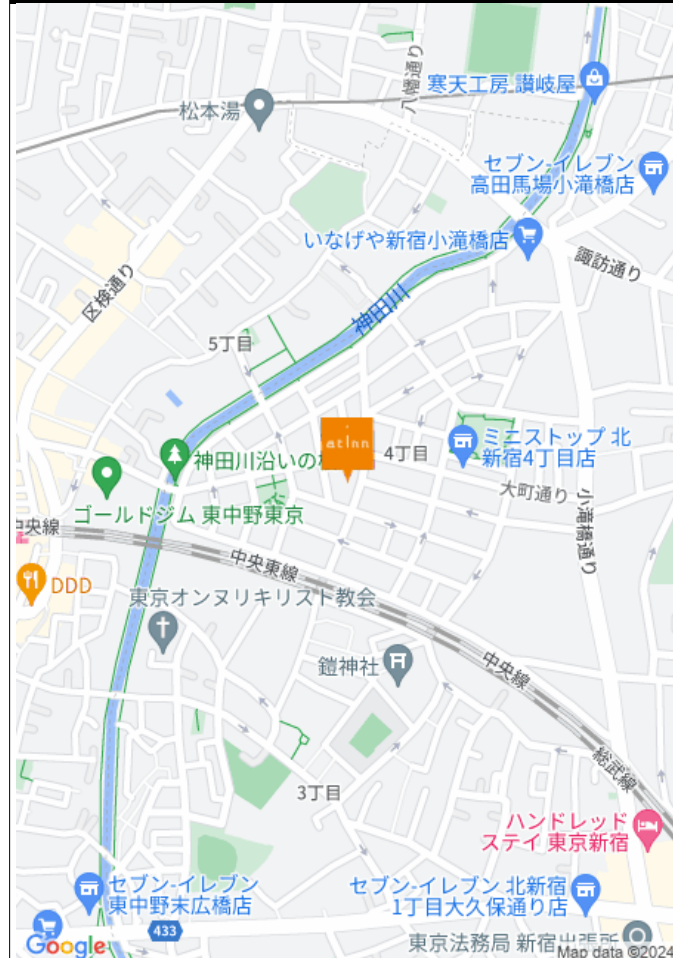 八幡通り
寒天工房 讃岐屋
松本湯
セブン-イレブン
高田馬場小滝橋店
いなげや新宿小滝橋店
諏訪通り
区検通り
神田川
5丁目
atinn
4丁目
ミニストップ 北
新宿4丁目店
神田川沿いの
大町通り
小滝橋通り
ゴールドジム 東中野東京
中央線
中央東線
DDD
東京オンヌリキリスト教会
鎧神社
中央線
総武線
3丁目
ハンドレッド
ステイ 東京新宿
セブン-イレブン
東中野末広橋店
セブン-イレブン 北新宿
1丁目大久保通り店
433
東京法務局 新宿出張所
Google
Map data ©2024